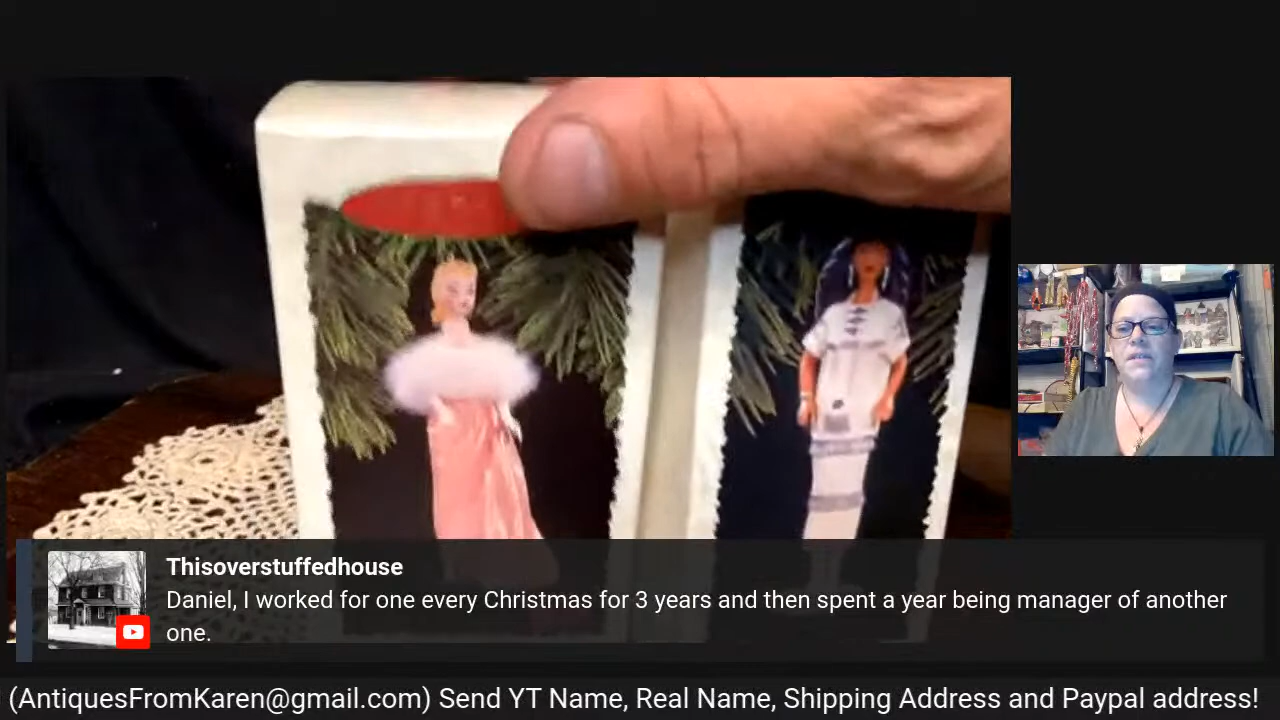 Thisoverstuffedhouse
Daniel, I worked for one every Christmas for 3 years and then spent a year being manager of another
one.
(AntiquesFromKaren@gmail.com) Send YT Name, Real Name, Shipping Address and Paypal address!